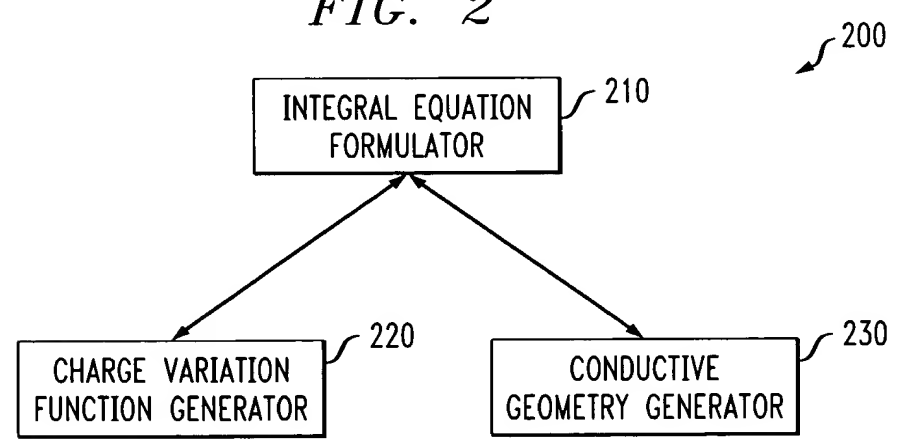 FIG. 2
200
INTEGRAL EQUATION
FORMULATOR
210
CHARGE VARIATION
FUNCTION GENERATOR
220
CONDUCTIVE
GEOMETRY GENERATOR
230